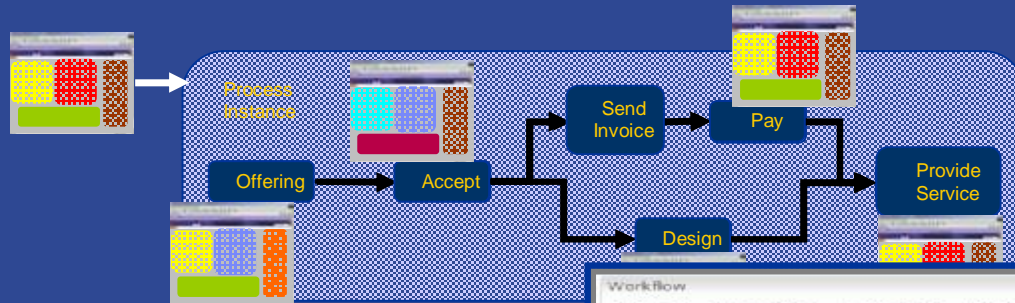 Process
Instance
Send
Invoice
Pay
Offering
Accept
Provide
Service
Design
Workflow